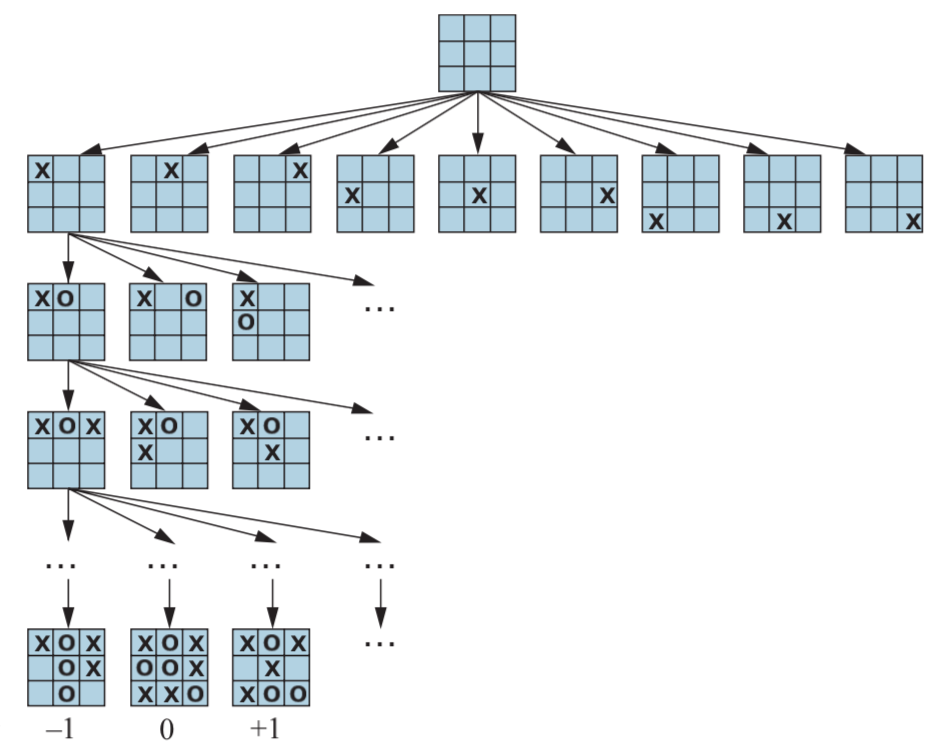 X X X X X X X X X
X O X O X
O
...
X O X X O X O
X X
...
... ... ... ...
X O X X O X X O X
O X O O X X
O X X O X O O
...
–1 0 +1